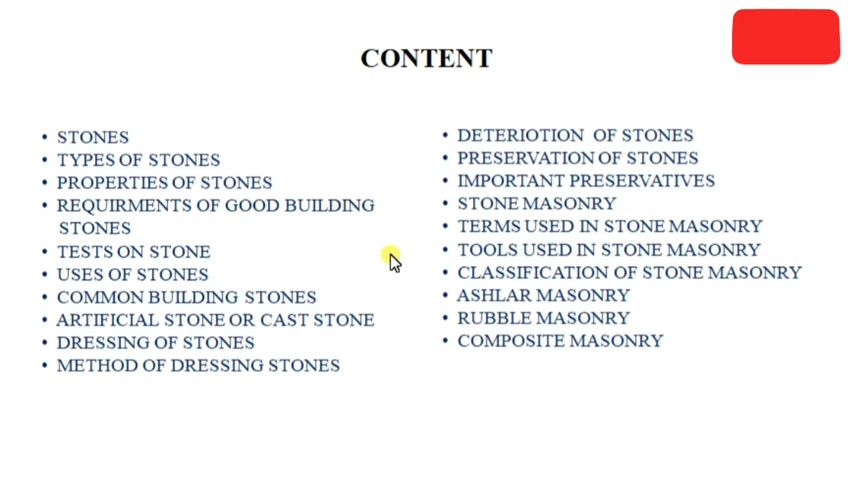 CONTENT
• STONES
• TYPES OF STONES
• PROPERTIES OF STONES
• REQUIRMENTS OF GOOD BUILDING
STONES
• TESTS ON STONE
• USES OF STONES
• COMMON BUILDING STONES
• ARTIFICIAL STONE OR CAST STONE
• DRESSING OF STONES
• METHOD OF DRESSING STONES
• DETERIOTION OF STONES
• PRESERVATION OF STONES
• IMPORTANT PRESERVATIVES
• STONE MASONRY
• TERMS USED IN STONE MASONRY
• TOOLS USED IN STONE MASONRY
• CLASSIFICATION OF STONE MASONRY
• ASHLAR MASONRY
• RUBBLE MASONRY
• COMPOSITE MASONRY